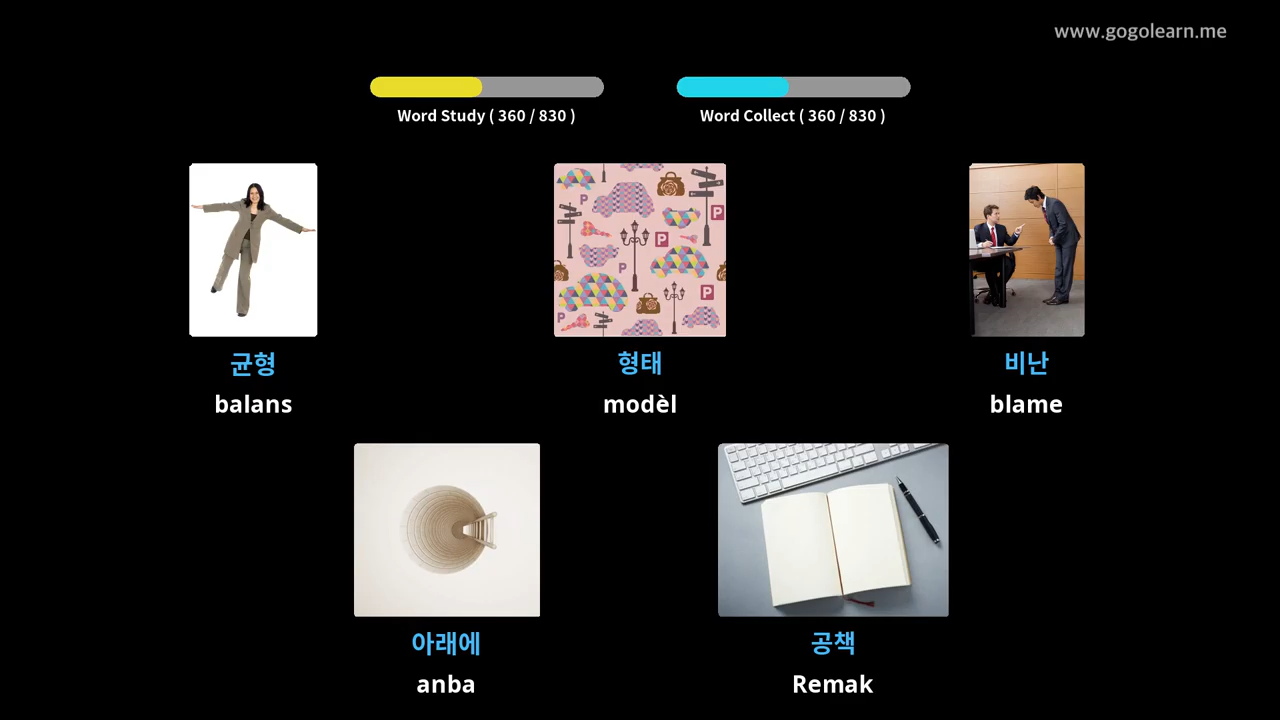 www.gogolearn.me
Word Study ( 360 / 830 )
Word Collect ( 360 / 830 )
P
P
P
P
P
P
균형
형태
비난
balans
modèl
blame
아래에
공책
anba
Remak